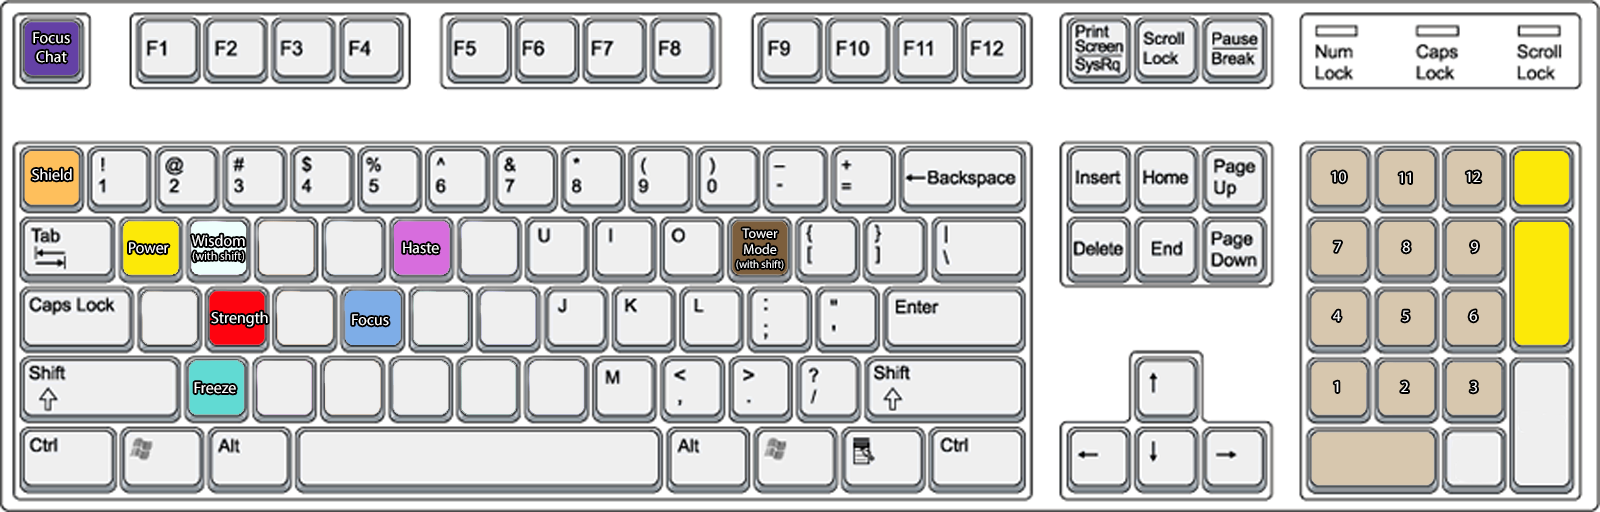 Focus
Chat
F1
F2
F3
F4
F5
F6
F7
F8
F9
F10
F11
F12
Print
Screen
SysRq
Scroll
Lock
Pause
Break
Num
Lock
Caps
Lock
Scroll
Lock
Shield
!
1
@
2
#
3
$
4
%
5
^
6
&
7
*
8
(
9
)
0
–
-
+
=
←Backspace
Insert
Home
Page
Up
10
11
12
Tab
Power
Wisdom
(with shift)
Haste
U
I
O
Tower
Mode
(with shift)
{
[
}
]
|
\
Delete
End
Page
Down
7
8
9
Caps Lock
Strength
Focus
J
K
L
:
;
"
'
Enter
4
5
6
Shift
Freeze
M
<
,
>
.
?
/
Shift
↑
1
2
3
Ctrl
Alt
Alt
Ctrl
←
↓
→